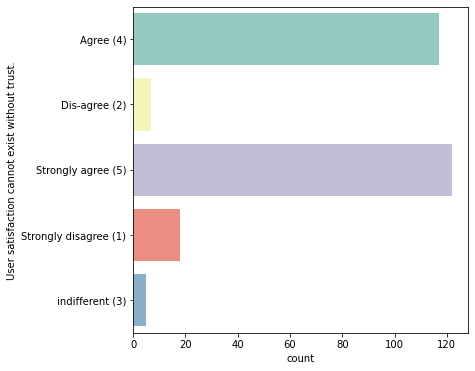 User satisfaction cannot exist without trust.
Agree (4)
Dis-agree (2)
Strongly agree (5)
Strongly disagree (1)
indifferent (3)
0 20 40 60 80 100 120
count